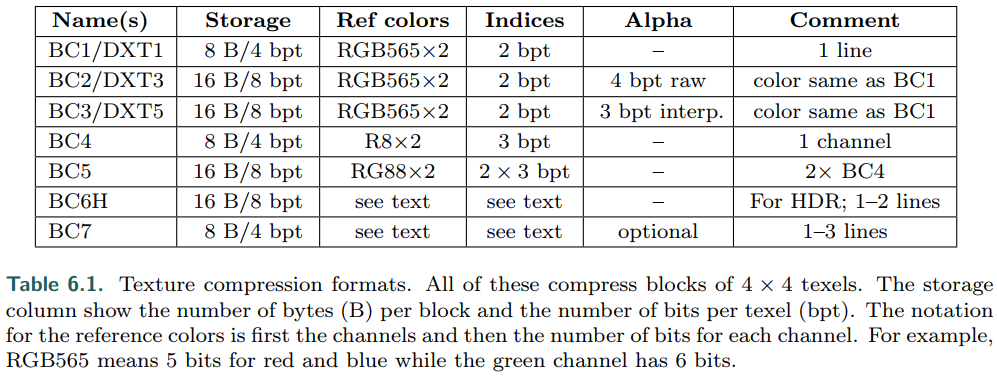 Name(s) Storage Ref colors Indices Alpha Comment
BC1/DXT1 8 B/4 bpt RGB565×2 2 bpt – 1 line
BC2/DXT3 16 B/8 bpt RGB565×2 2 bpt 4 bpt raw color same as BC1
BC3/DXT5 16 B/8 bpt RGB565×2 2 bpt 3 bpt interp. color same as BC1
BC4 8 B/4 bpt R8×2 3 bpt – 1 channel
BC5 16 B/8 bpt RG88×2 2 × 3 bpt – 2× BC4
BC6H 16 B/8 bpt see text see text – For HDR; 1–2 lines
BC7 8 B/4 bpt see text see text optional 1–3 lines
Table 6.1. Texture compression formats. All of these compress blocks of 4 × 4 texels. The storage
column show the number of bytes (B) per block and the number of bits per texel (bpt). The notation
for the reference colors is first the channels and then the number of bits for each channel. For example,
RGB565 means 5 bits for red and blue while the green channel has 6 bits.